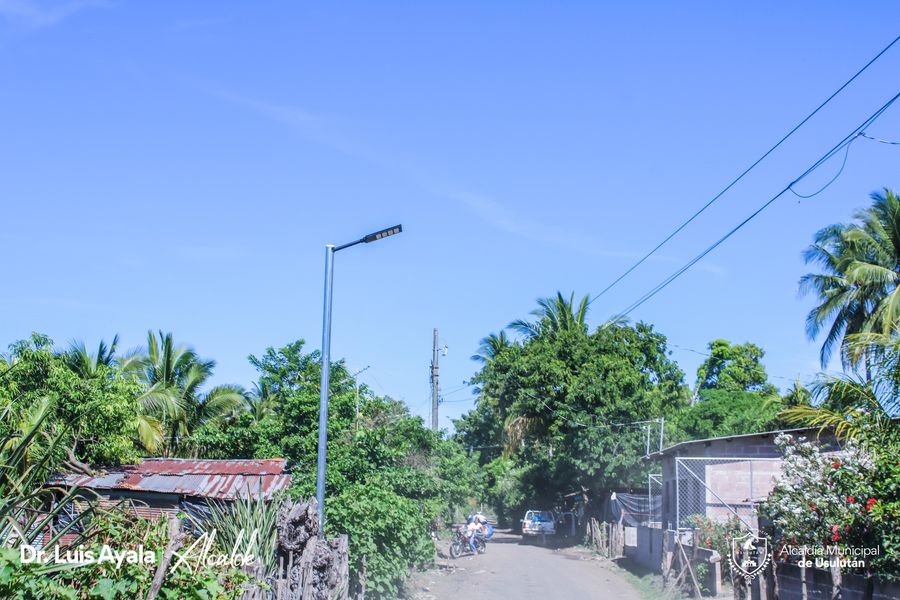 Dr. Luis Ayala Alcalde
Alcaldía Municipal
de Usulután